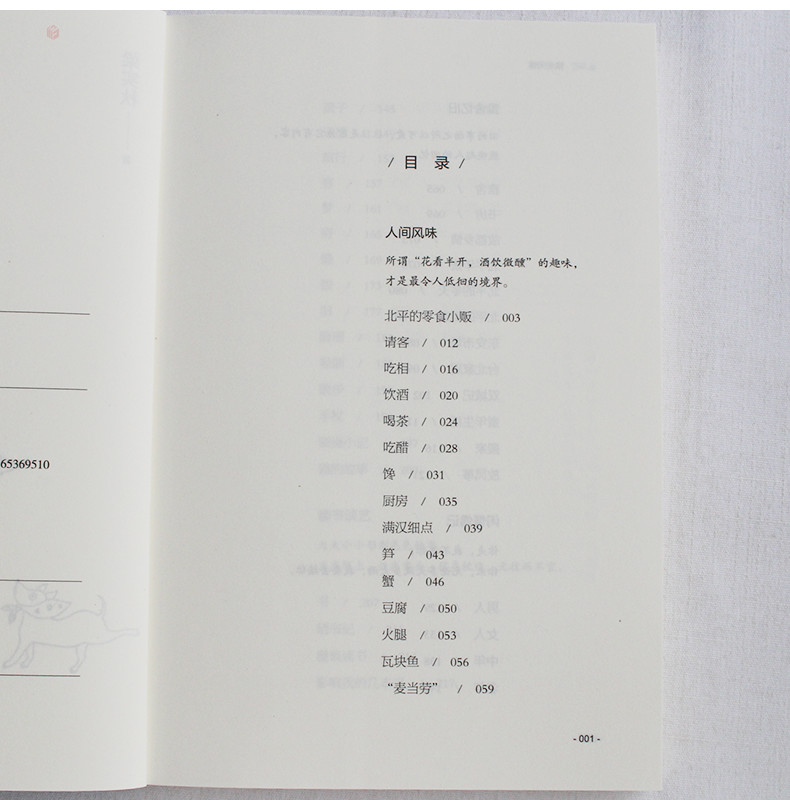 65369510
/ 目 录 /
人间风味
所谓“花看半开，酒饮微醺”的趣味，
才是最令人低徊的境界。
北平的零食小贩 / 003
请客 / 012
吃相 / 016
饮酒 / 020
喝茶 / 024
吃醋 / 028
馋 / 031
厨房 / 035
满汉细点 / 039
笋 / 043
蟹 / 046
豆腐 / 050
火腿 / 053
瓦块鱼 / 056
“麦当劳” / 059
- 001 -